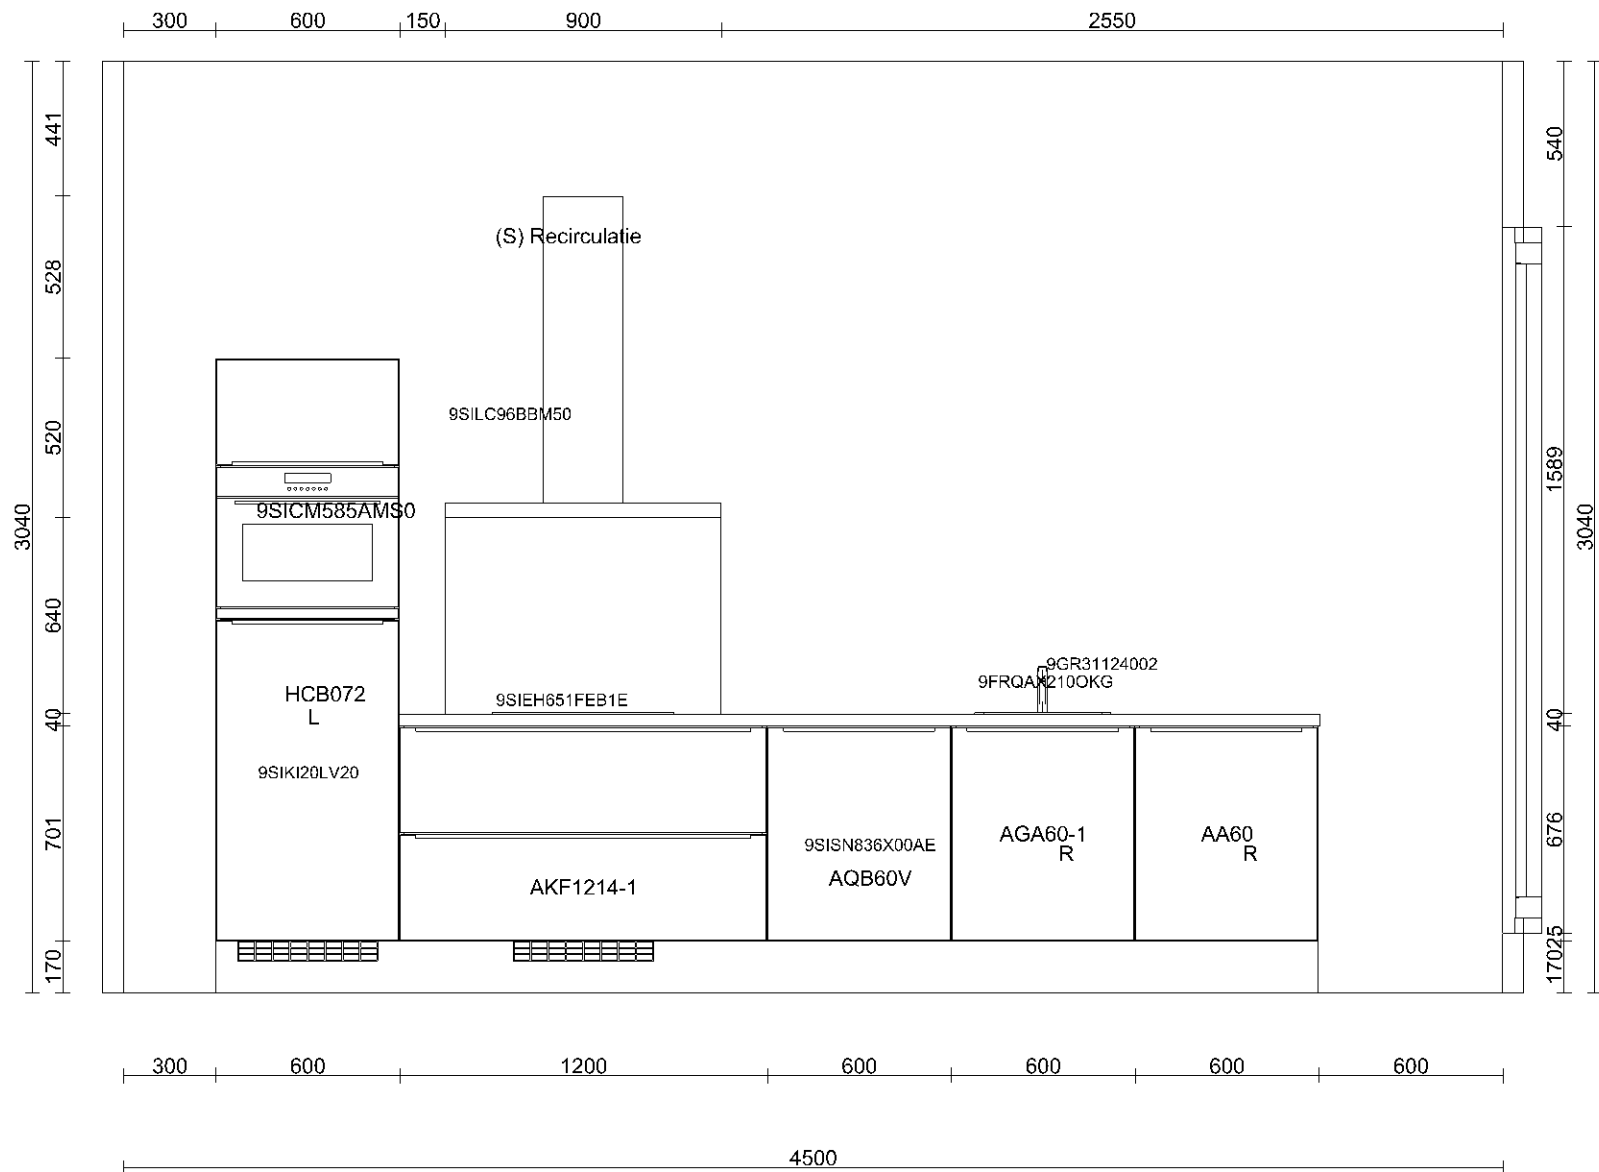 300 600 150 900 2550
441
540
(S) Recirculatie
528
9SILC96BBM50
520
1589
9SICM585AMS0
3040
3040
640
9GR31124002
9FRQAX210OKG
HCB072
L
9SIEH651FEB1E
40
40
9SIKI20LV20
701
676
AGA60-1
R
AA60
R
9SISN836X00AE
AQB60V
AKF1214-1
170
17025
300 600 1200 600 600 600 600
4500